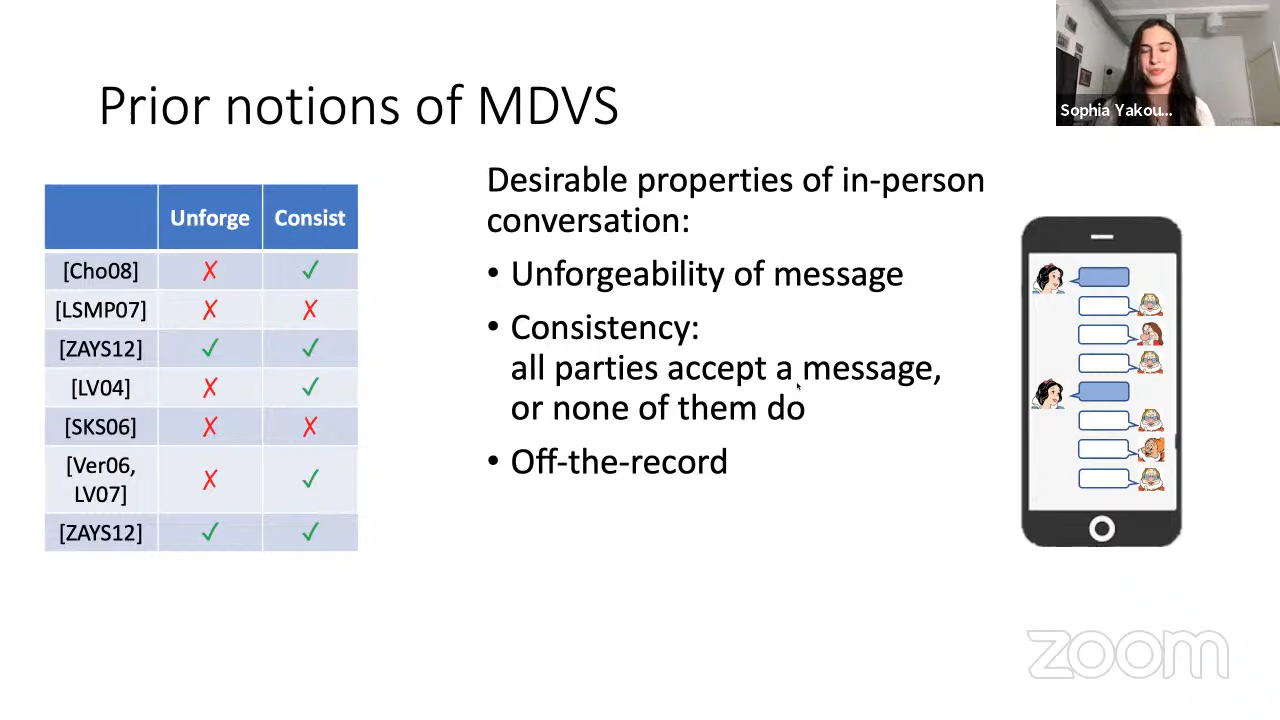 Sophia Yakou...
Prior notions of MDVS
Unforge Consist
[Cho08] ✗ ✓
[LSMP07] ✗ ✗
[ZAYS12] ✓ ✓
[LV04] ✗ ✓
[SKS06] ✗ ✗
[Ver06,
LV07] ✗ ✓
[ZAYS12] ✓ ✓
Desirable properties of in-person
conversation:
• Unforgeability of message
• Consistency:
all parties accept a message,
or none of them do
• Off-the-record
zoom